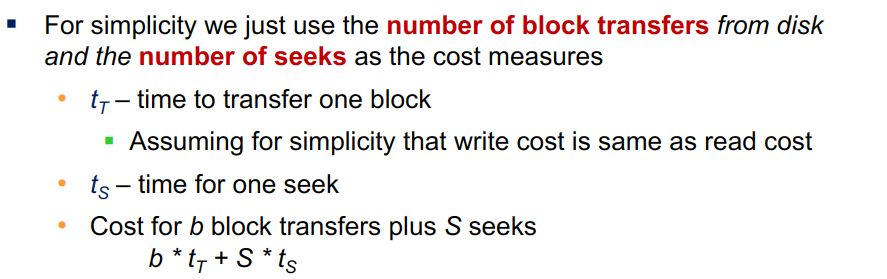 For simplicity we just use the number of block transfers from disk
and the number of seeks as the cost measures
t_T – time to transfer one block
Assuming for simplicity that write cost is same as read cost
t_S – time for one seek
Cost for b block transfers plus S seeks
b * t_T + S * t_S